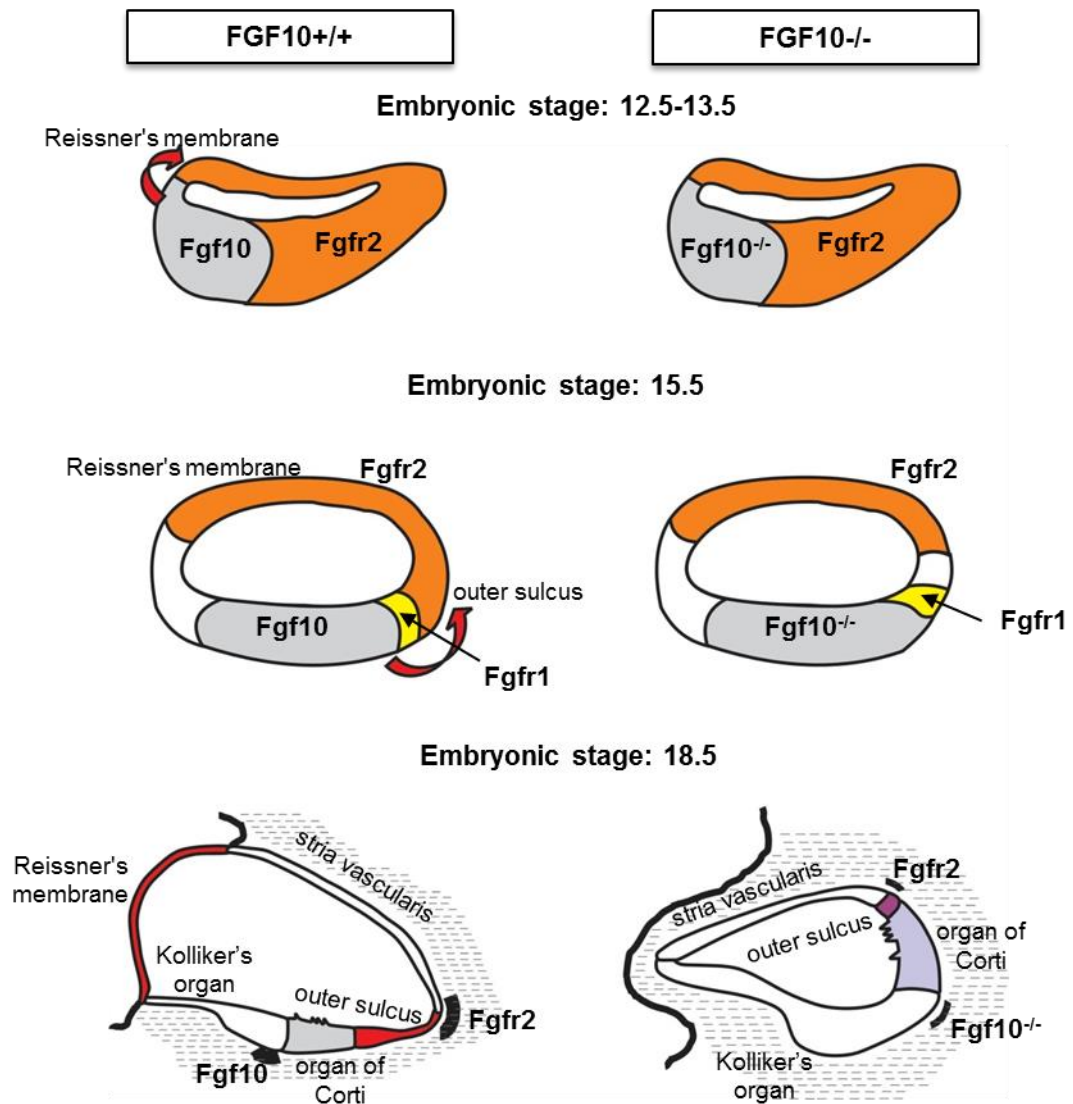 FGF10+/+
FGF10-/-
Embryonic stage: 12.5-13.5
Reissner's membrane
Fgf10
Fgfr2
Fgf10-/-
Fgfr2
Embryonic stage: 15.5
Reissner's membrane
Fgfr2
Fgfr2
outer sulcus
Fgf10
Fgfr1
Fgf10-/-
Fgfr1
Embryonic stage: 18.5
Reissner's
membrane
stria vascularis
Kolliker's
organ
outer sulcus
Fgfr2
Fgf10
organ of
Corti
stria vascularis
Fgfr2
outer sulcus
organ of
Corti
Fgf10-/-
Kolliker's
organ